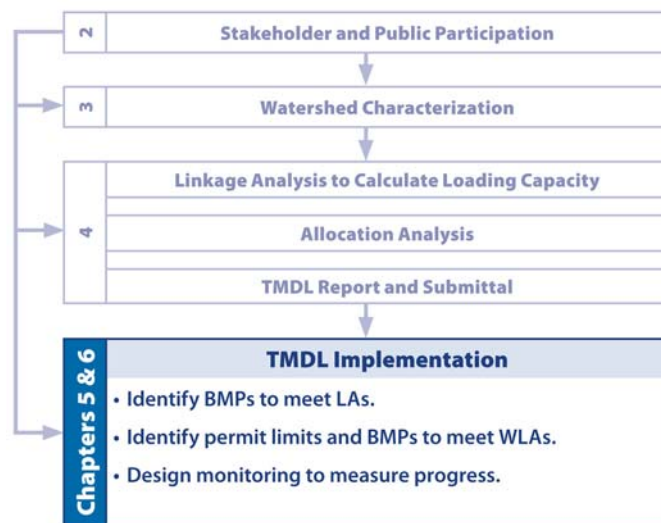 2
Stakeholder and Public Participation
3
Watershed Characterization
4
Linkage Analysis to Calculate Loading Capacity
Allocation Analysis
TMDL Report and Submittal
Chapters 5 & 6
TMDL Implementation
• Identify BMPs to meet LAs.
• Identify permit limits and BMPs to meet WLAs.
• Design monitoring to measure progress.